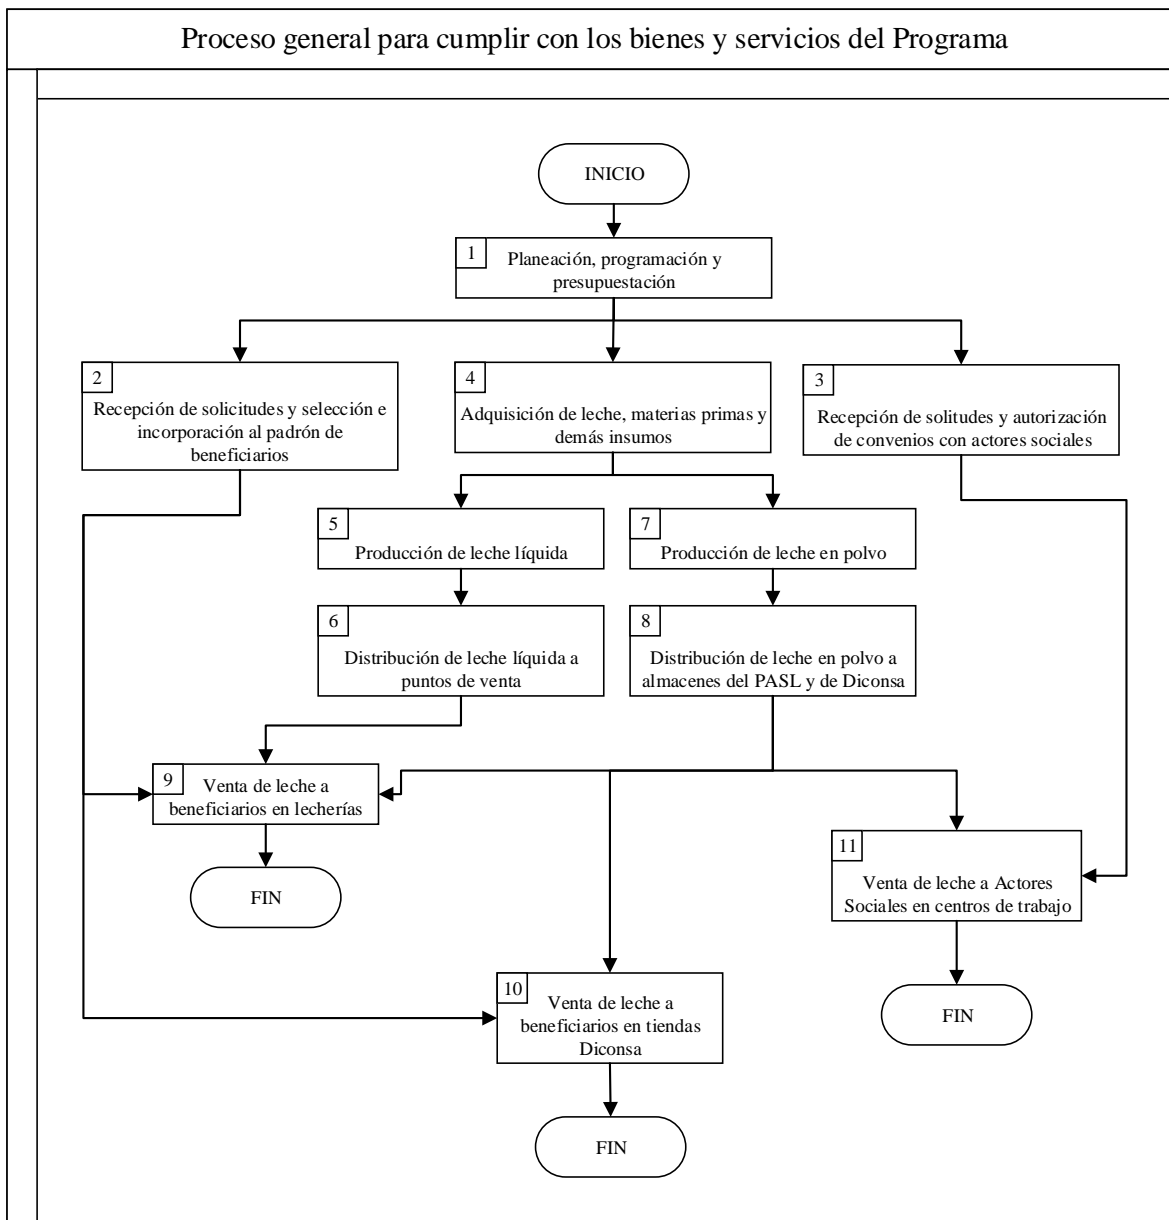 Proceso general para cumplir con los bienes y servicios del Programa
INICIO
1
Planeación, programación y
presupuestación
2
Recepción de solicitudes y selección e
incorporación al padrón de
beneficiarios
4
Adquisición de leche, materias primas y
demás insumos
3
Recepción de solitudes y autorización
de convenios con actores sociales
5
Producción de leche líquida
7
Producción de leche en polvo
6
Distribución de leche líquida a
puntos de venta
8
Distribución de leche en polvo a
almacenes del PASL y de Diconsa
9
Venta de leche a
beneficiarios en lecherías
11
Venta de leche a Actores
Sociales en centros de trabajo
FIN
10
Venta de leche a
beneficiarios en tiendas
Diconsa
FIN
FIN